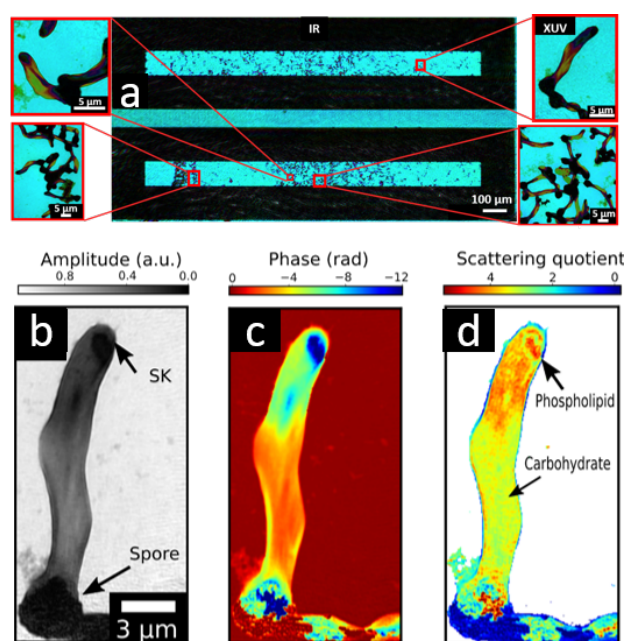 IR
XUV
a
5 μm
5 μm
5 μm
5 μm
100 μm
Amplitude (a.u.)
0.8 0.4 0.0
Phase (rad)
0 −4 −8 −12
Scattering quotient
4 2 0
b
SK
Spore
3 μm
c
d
Phospholipid
Carbohydrate